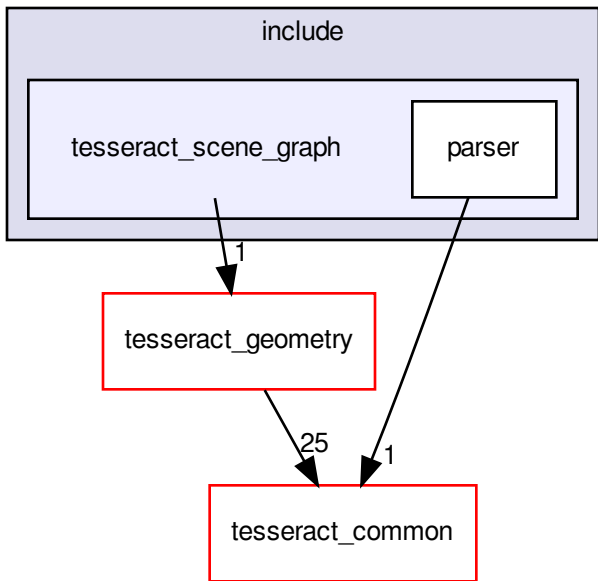 include
tesseract_scene_graph
parser
1
tesseract_geometry
25
1
tesseract_common